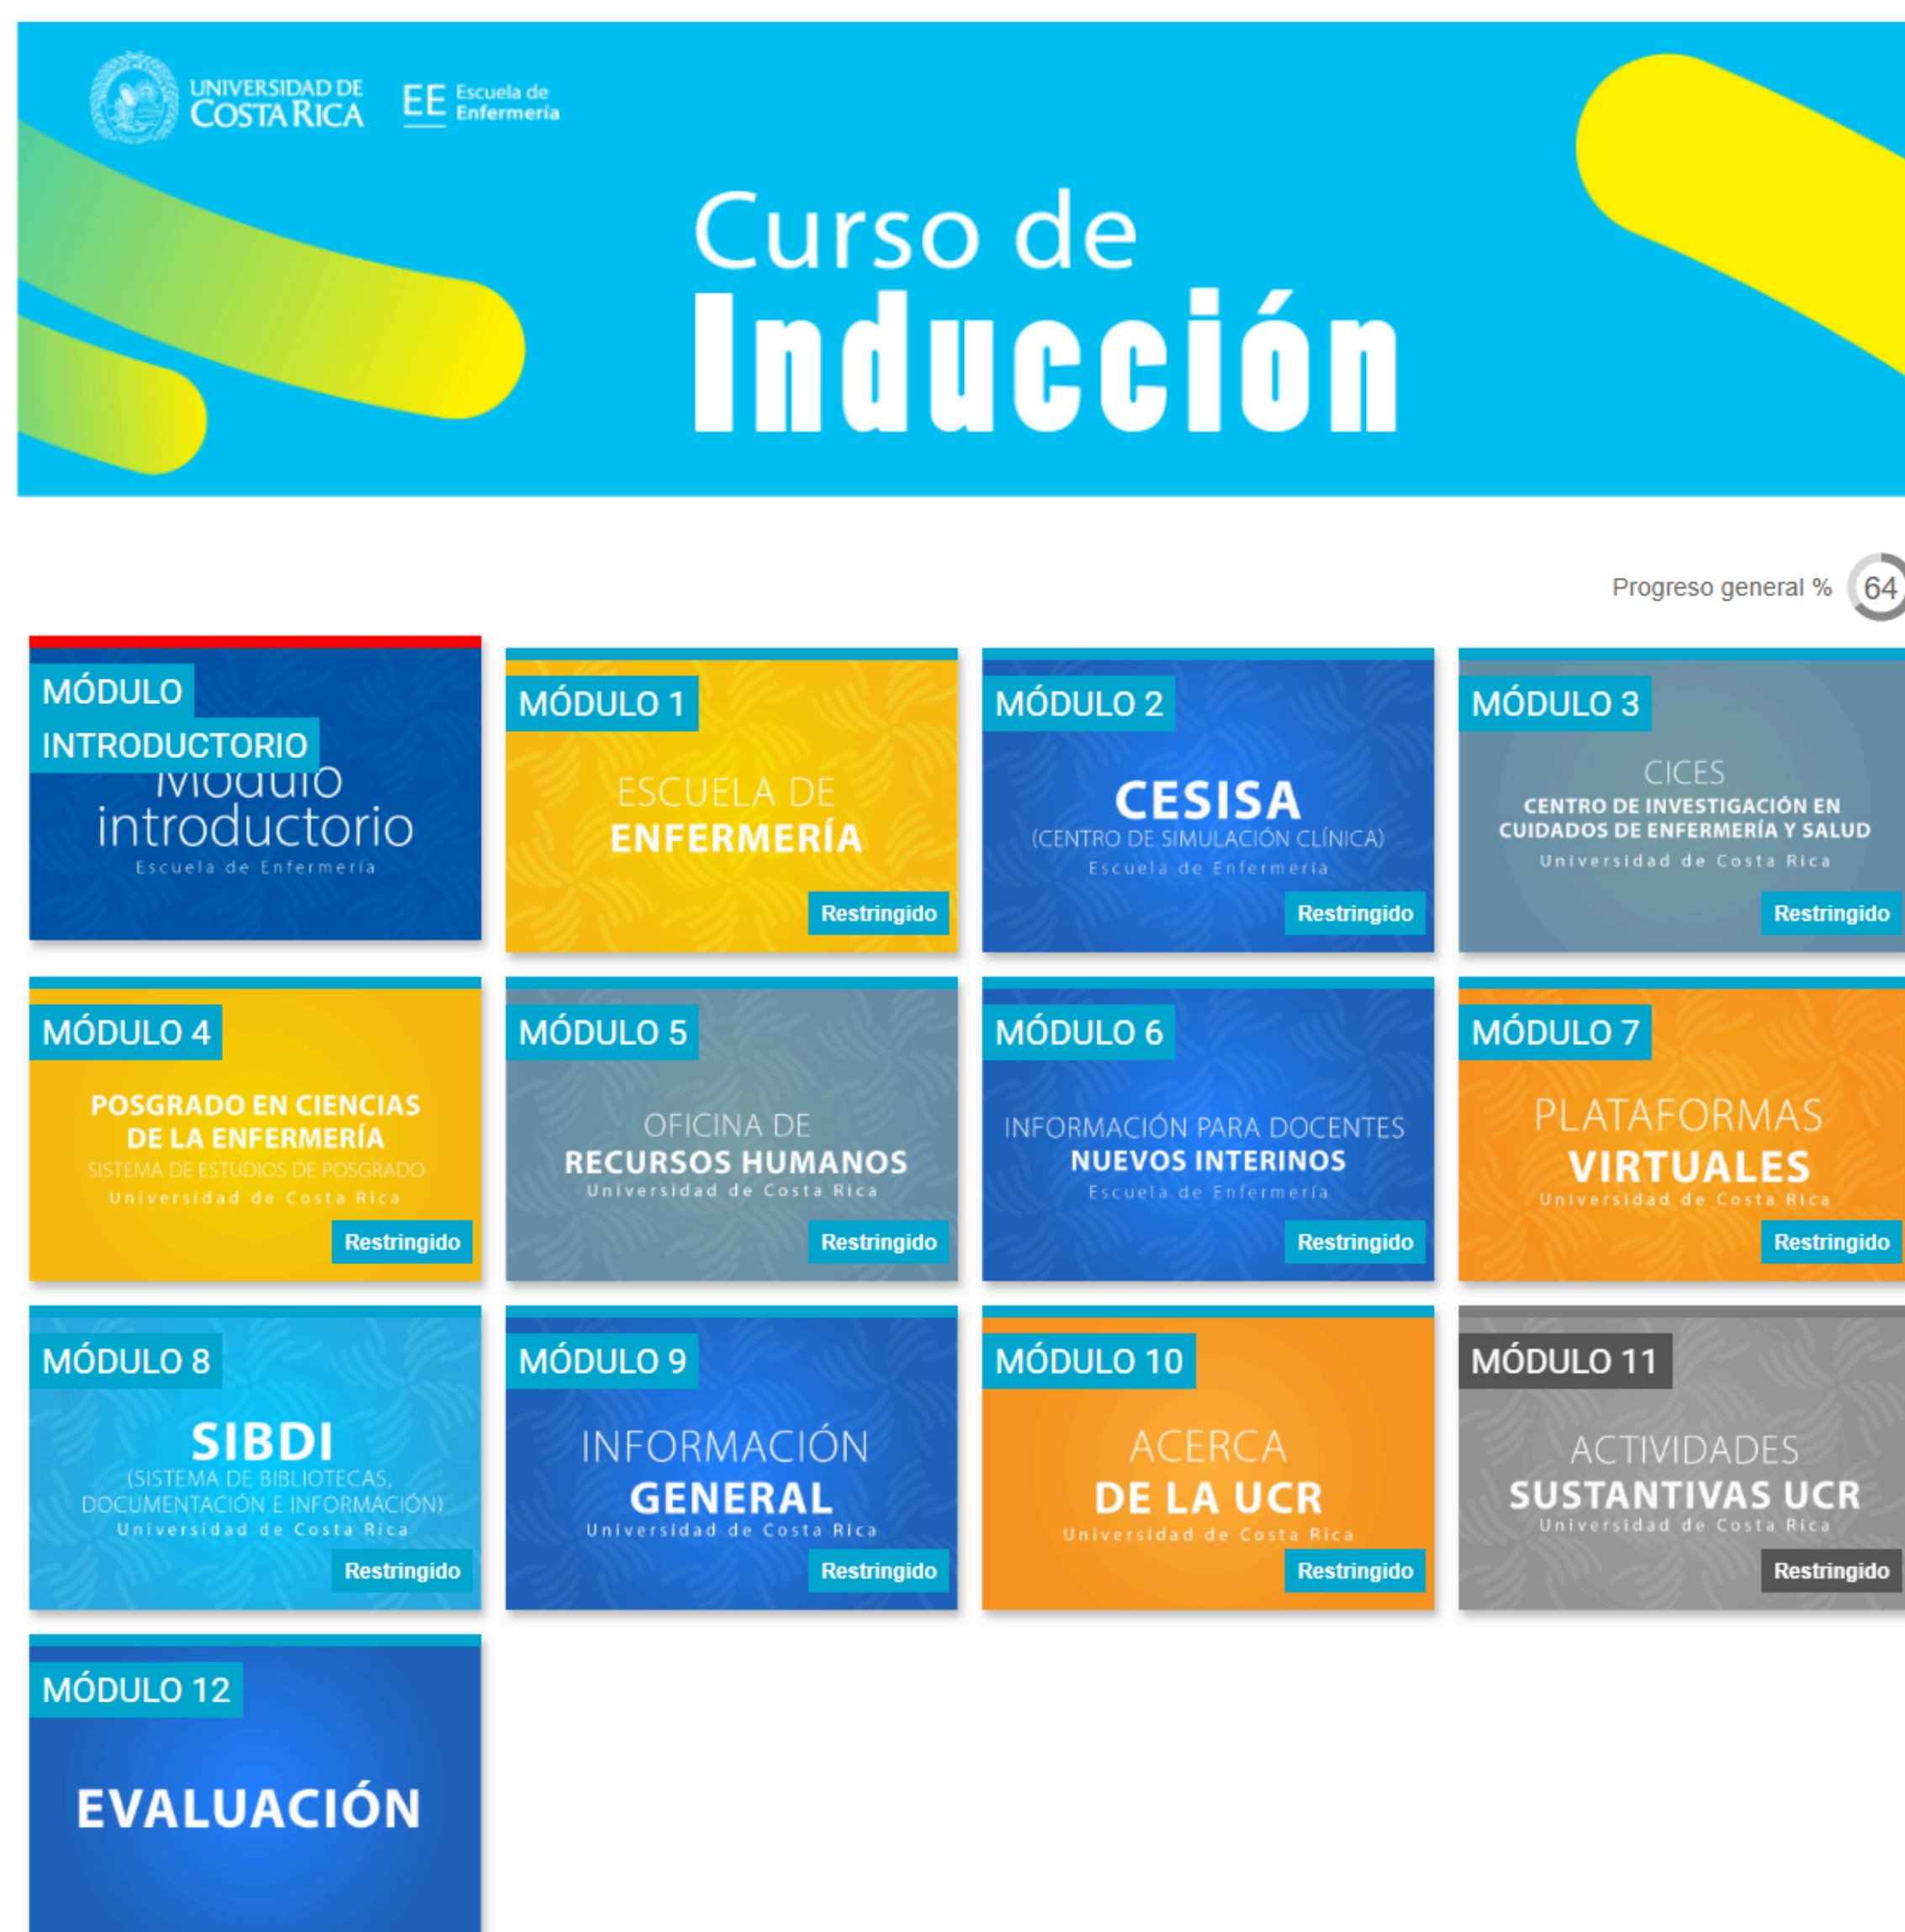 UNIVERSIDAD DE
COSTA RICA
EE
Escuela de
Enfermería
Curso de
Inducción
Progreso general % 64
MÓDULO
INTRODUCTORIO
Módulo
introductorio
Escuela de Enfermería
MÓDULO 1
ESCUELA DE
ENFERMERÍA
Restringido
MÓDULO 2
CESISA
(CENTRO DE SIMULACIÓN CLÍNICA)
Escuela de Enfermería
Restringido
MÓDULO 3
CICES
CENTRO DE INVESTIGACIÓN EN
CUIDADOS DE ENFERMERÍA Y SALUD
Universidad de Costa Rica
Restringido
MÓDULO 4
POSGRADO EN CIENCIAS
DE LA ENFERMERÍA
SISTEMA DE ESTUDIOS DE POSGRADO
Universidad de Costa Rica
Restringido
MÓDULO 5
OFICINA DE
RECURSOS HUMANOS
Universidad de Costa Rica
Restringido
MÓDULO 6
INFORMACIÓN PARA DOCENTES
NUEVOS INTERINOS
Escuela de Enfermería
Restringido
MÓDULO 7
PLATAFORMAS
VIRTUALES
Universidad de Costa Rica
Restringido
MÓDULO 8
SIBDI
(SISTEMA DE BIBLIOTECAS,
DOCUMENTACIÓN E INFORMACIÓN)
Universidad de Costa Rica
Restringido
MÓDULO 9
INFORMACIÓN
GENERAL
Universidad de Costa Rica
Restringido
MÓDULO 10
ACERCA
DE LA UCR
Universidad de Costa Rica
Restringido
MÓDULO 11
ACTIVIDADES
SUSTANTIVAS UCR
Universidad de Costa Rica
Restringido
MÓDULO 12
EVALUACIÓN